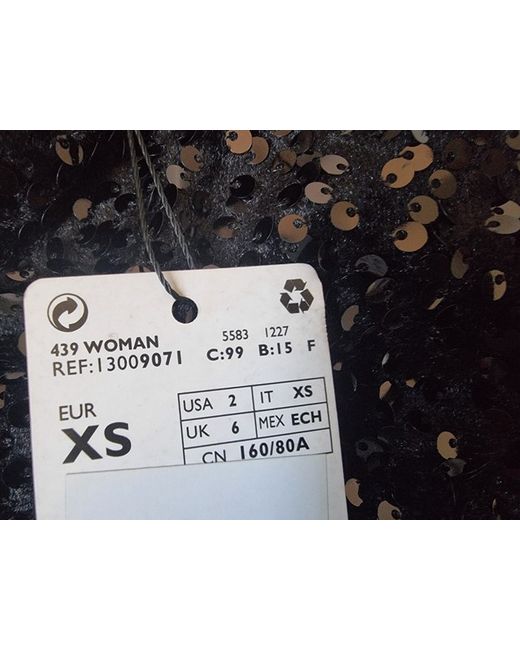 439 WOMAN 5583 1227
REF:13009071 C:99 B:15 F
EUR
XS
USA 2 IT XS
UK 6 MEX ECH
CN 160/80A